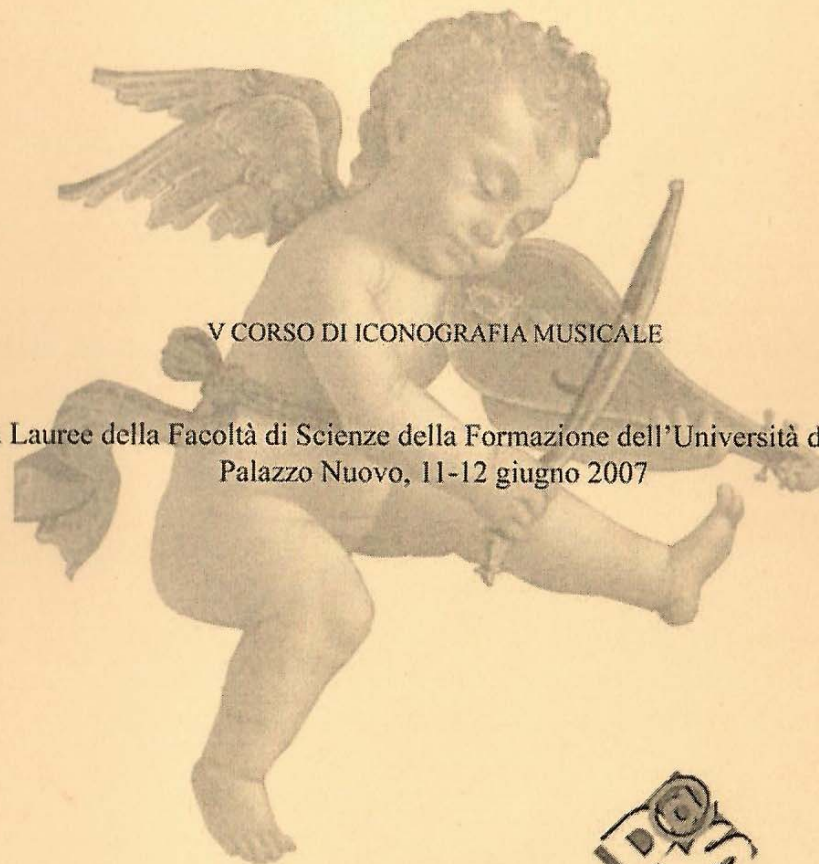 V CORSO DI ICONOGRAFIA MUSICALE
Lauree della Facoltà di Scienze della Formazione dell'Università
Palazzo Nuovo, 11-12 giugno 2007